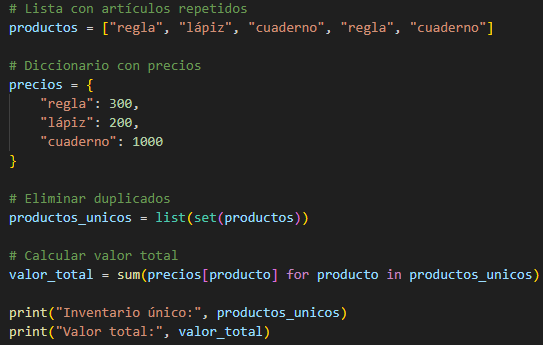 # Lista con artículos repetidos
productos = ["regla", "lápiz", "cuaderno", "regla", "cuaderno"]
# Diccionario con precios
precios = {
    "regla": 300,
    "lápiz": 200,
    "cuaderno": 1000
}
# Eliminar duplicados
productos_unicos = list(set(productos))
# Calcular valor total
valor_total = sum(precios[producto] for producto in productos_unicos)
print("Inventario único:", productos_unicos)
print("Valor total:", valor_total)